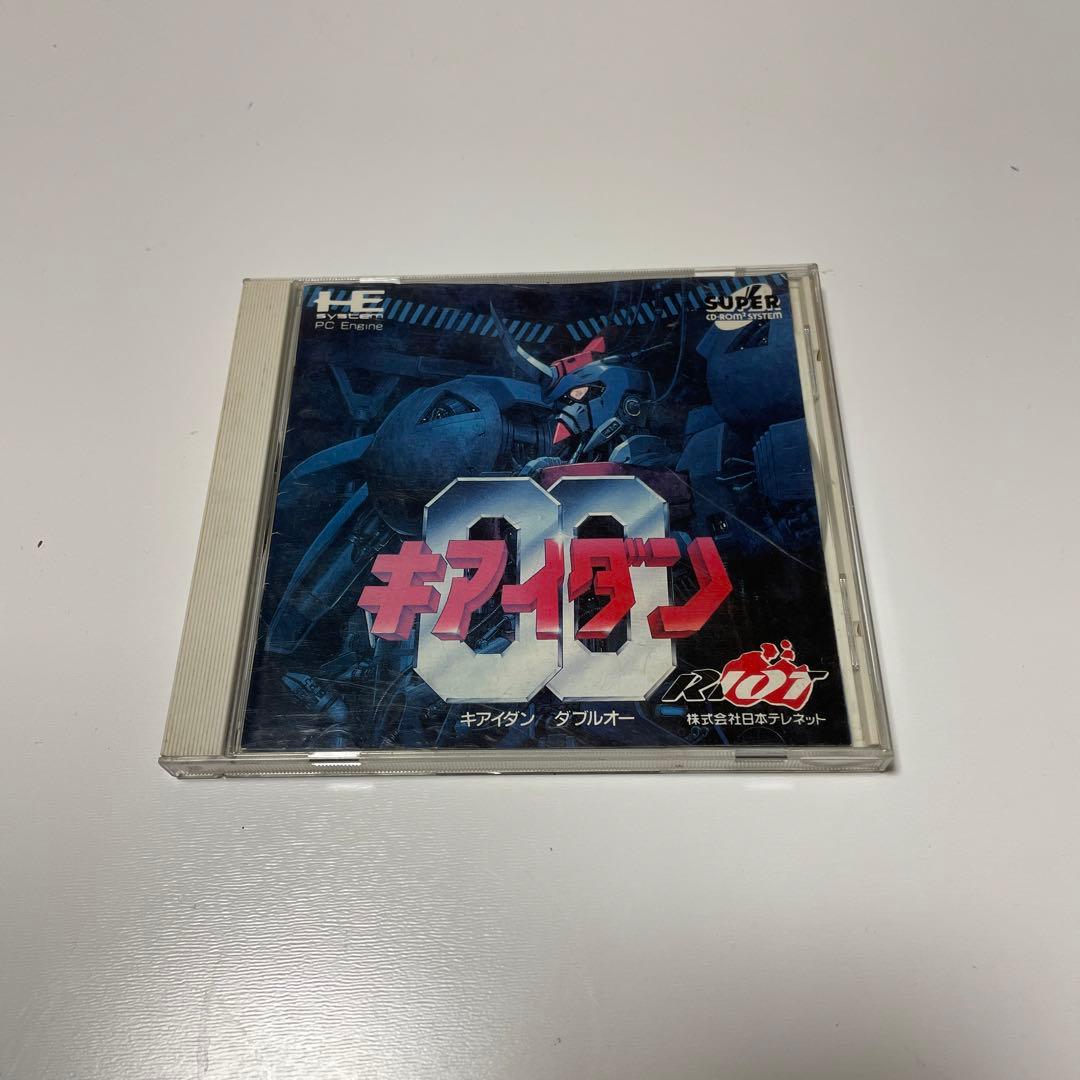 HE
system
PC Engine
SUPER
CD-ROM² SYSTEM
00
キアイダン
RIOT
キアイダン ダブルオー
株式会社日本テレネット